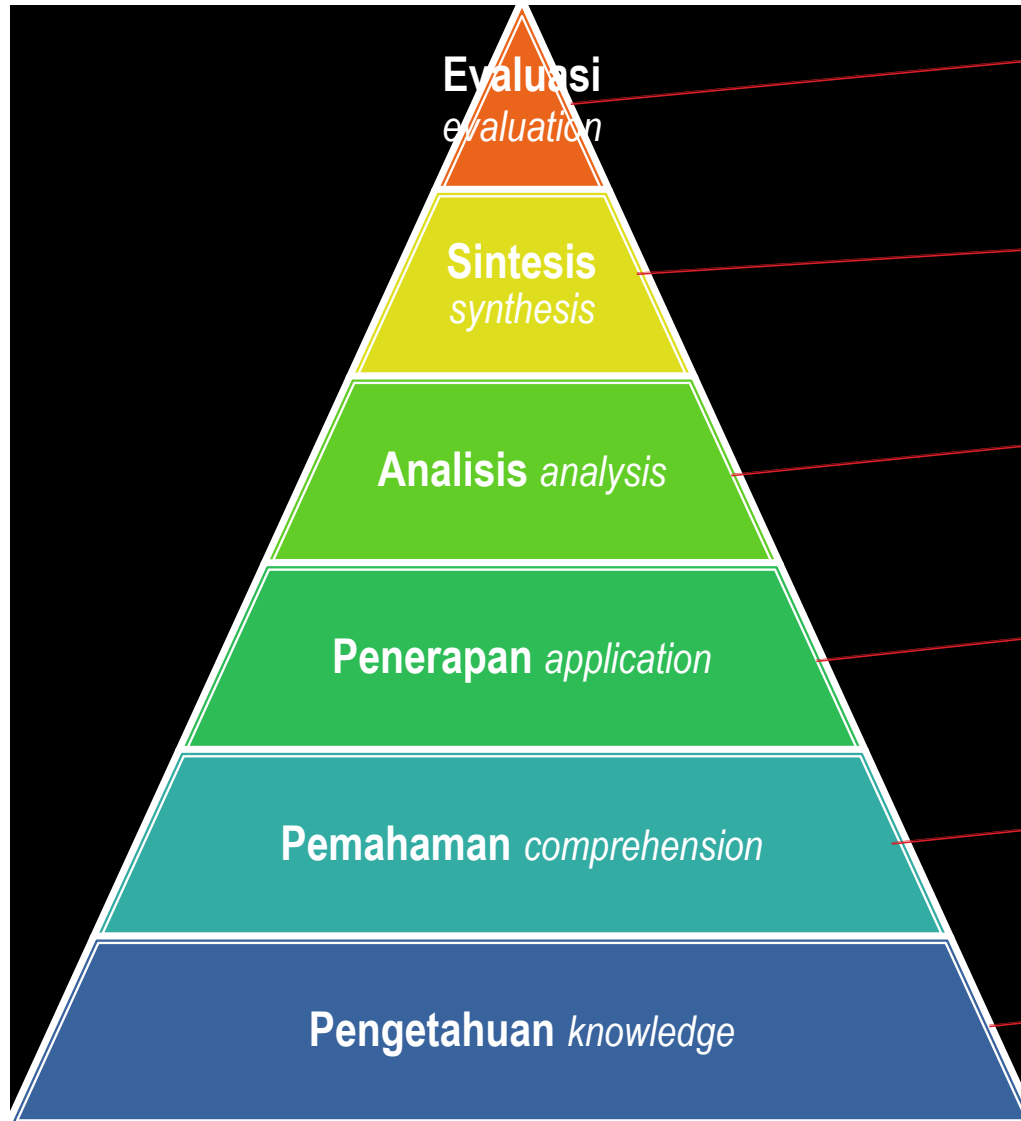 Evaluasi
evaluation
Sintesis
synthesis
Analisis analysis
Penerapan application
Pemahaman comprehension
Pengetahuan knowledge